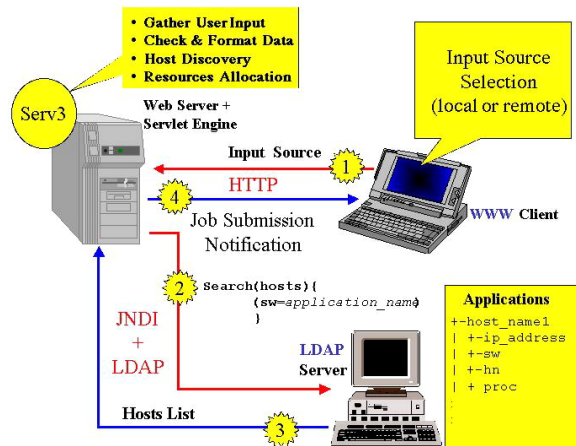 • Gather User Input
• Check & Format Data
• Host Discovery
• Resources Allocation
Serv3
Web Server +
Servlet Engine
Input Source
Selection
(local or remote)
Input Source
1
HTTP
4
Job Submission
Notification
WWW Client
2
Search(hosts){
(sw=application_name)
}
JNDI
+
LDAP
LDAP
Server
Hosts List
3
Applications
+-host_name1
| +-ip_address
| +-sw
| +-hn
| + proc
:
: